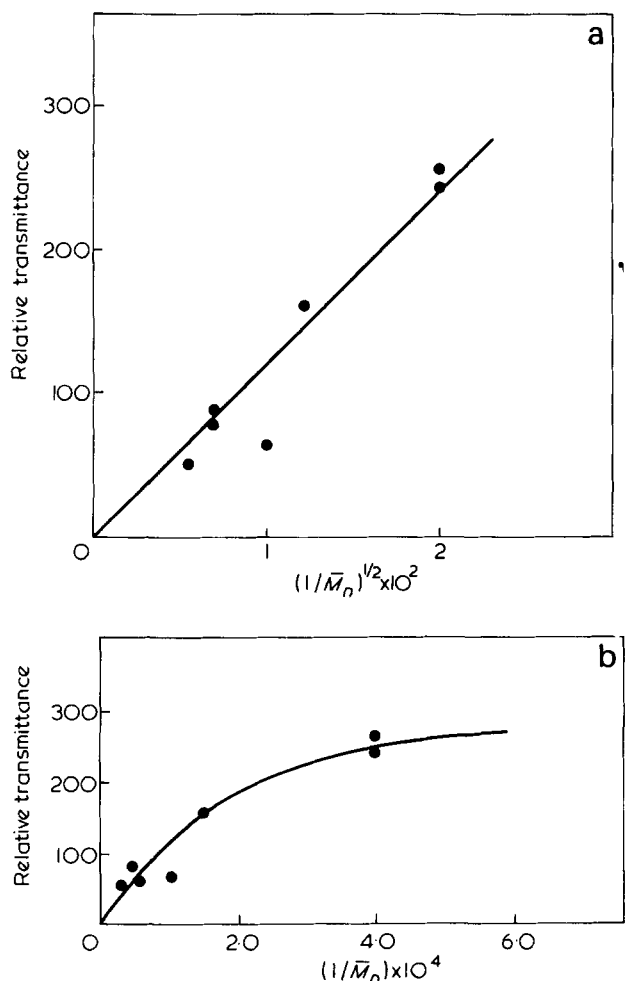 a
300
200
100
0
1
2
Relative transmittance
(1/M̅n)^1/2 x10^2
b
300
200
100
0
2·0
4·0
6·0
Relative transmittance
(1/M̅n)x10^4